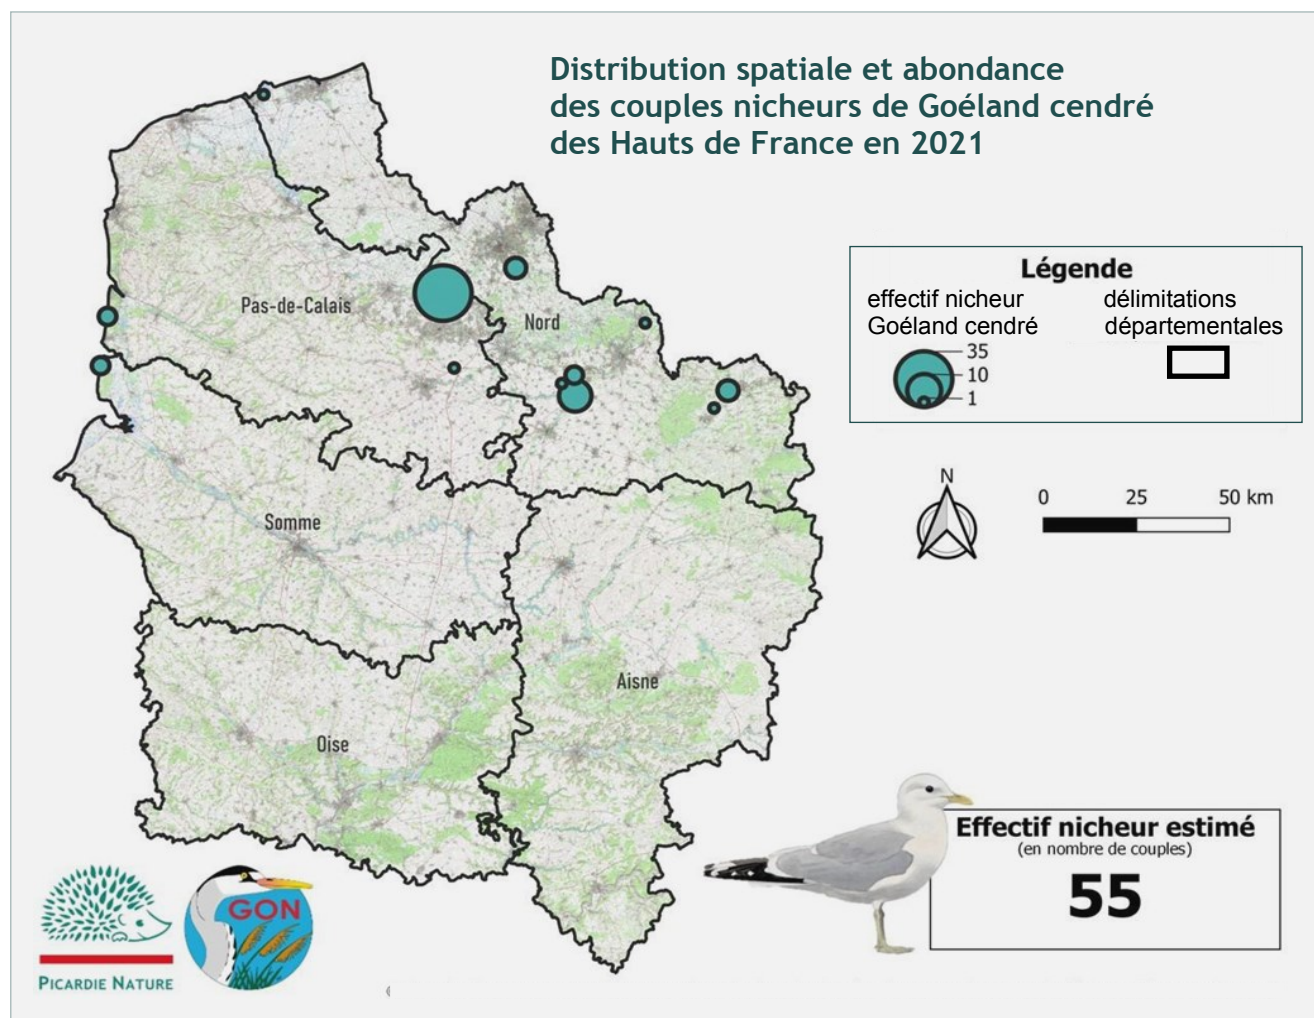 Distribution spatiale et abondance
des couples nicheurs de Goéland cendré
des Hauts de France en 2021
Légende
effectif nicheur
Goéland cendré
délimitations
départementales
35
10
1
N
0 25 50 km
Pas-de-Calais
Nord
Somme
Aisne
Oise
Effectif nicheur estimé
(en nombre de couples)
55
GON
PICARDIE NATURE